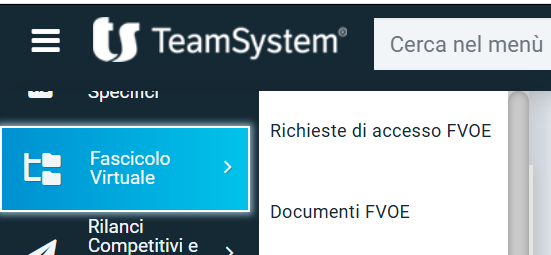 TeamSystem®
Cerca nel menù
Specifici
Fascicolo
Virtuale
Richieste di accesso FVOE
Documenti FVOE
Rilanci
Competitivi e